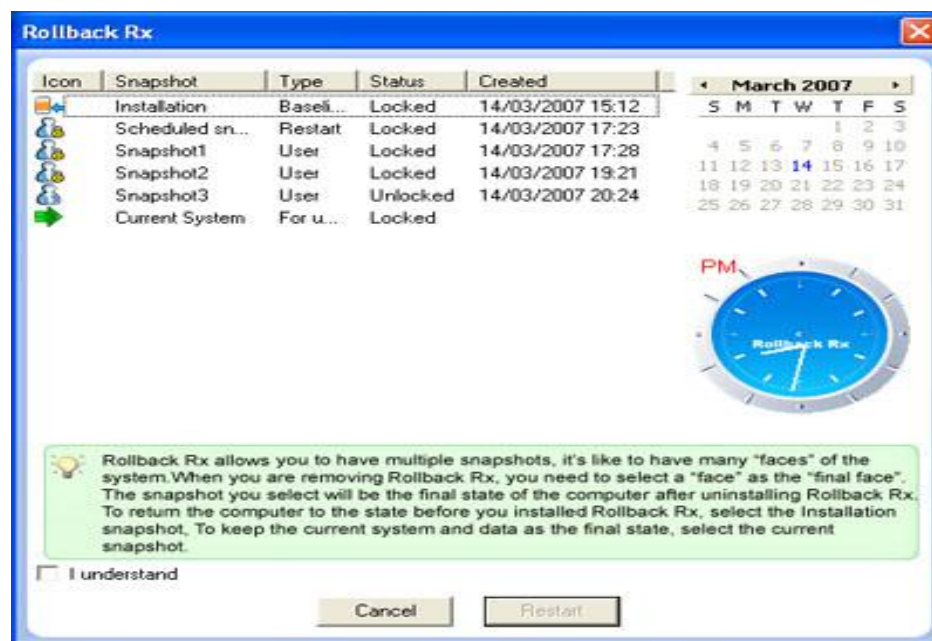 Rollback Rx
Icon Snapshot Type Status Created
Installation Baseli... Locked 14/03/2007 15:12
Scheduled sn... Restart Locked 14/03/2007 17:23
Snapshot1 User Locked 14/03/2007 17:28
Snapshot2 User Locked 14/03/2007 19:21
Snapshot3 User Unlocked 14/03/2007 20:24
Current System For u... Locked
March 2007
S M T W T F S
1 2 3
4 5 6 7 8 9 10
11 12 13 14 15 16 17
18 19 20 21 22 23 24
25 26 27 28 29 30 31
PM
Rollback Rx
Rollback Rx allows you to have multiple snapshots, it's like to have many "faces" of the
system.When you are removing Rollback Rx, you need to select a "face" as the "final face".
The snapshot you select will be the final state of the computer after uninstalling Rollback Rx.
To return the computer to the state before you installed Rollback Rx, select the Installation
snapshot, To keep the current system and data as the final state, select the current
snapshot.
I understand
Cancel Restart